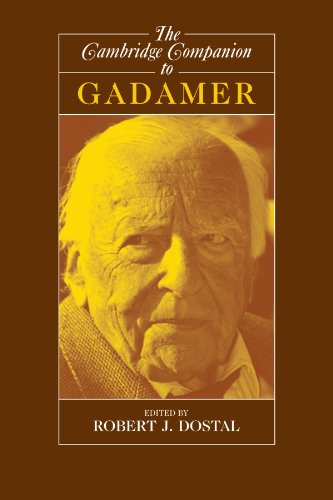 The
Cambridge Companion
to
GADAMER
EDITED BY
ROBERT J. DOSTAL